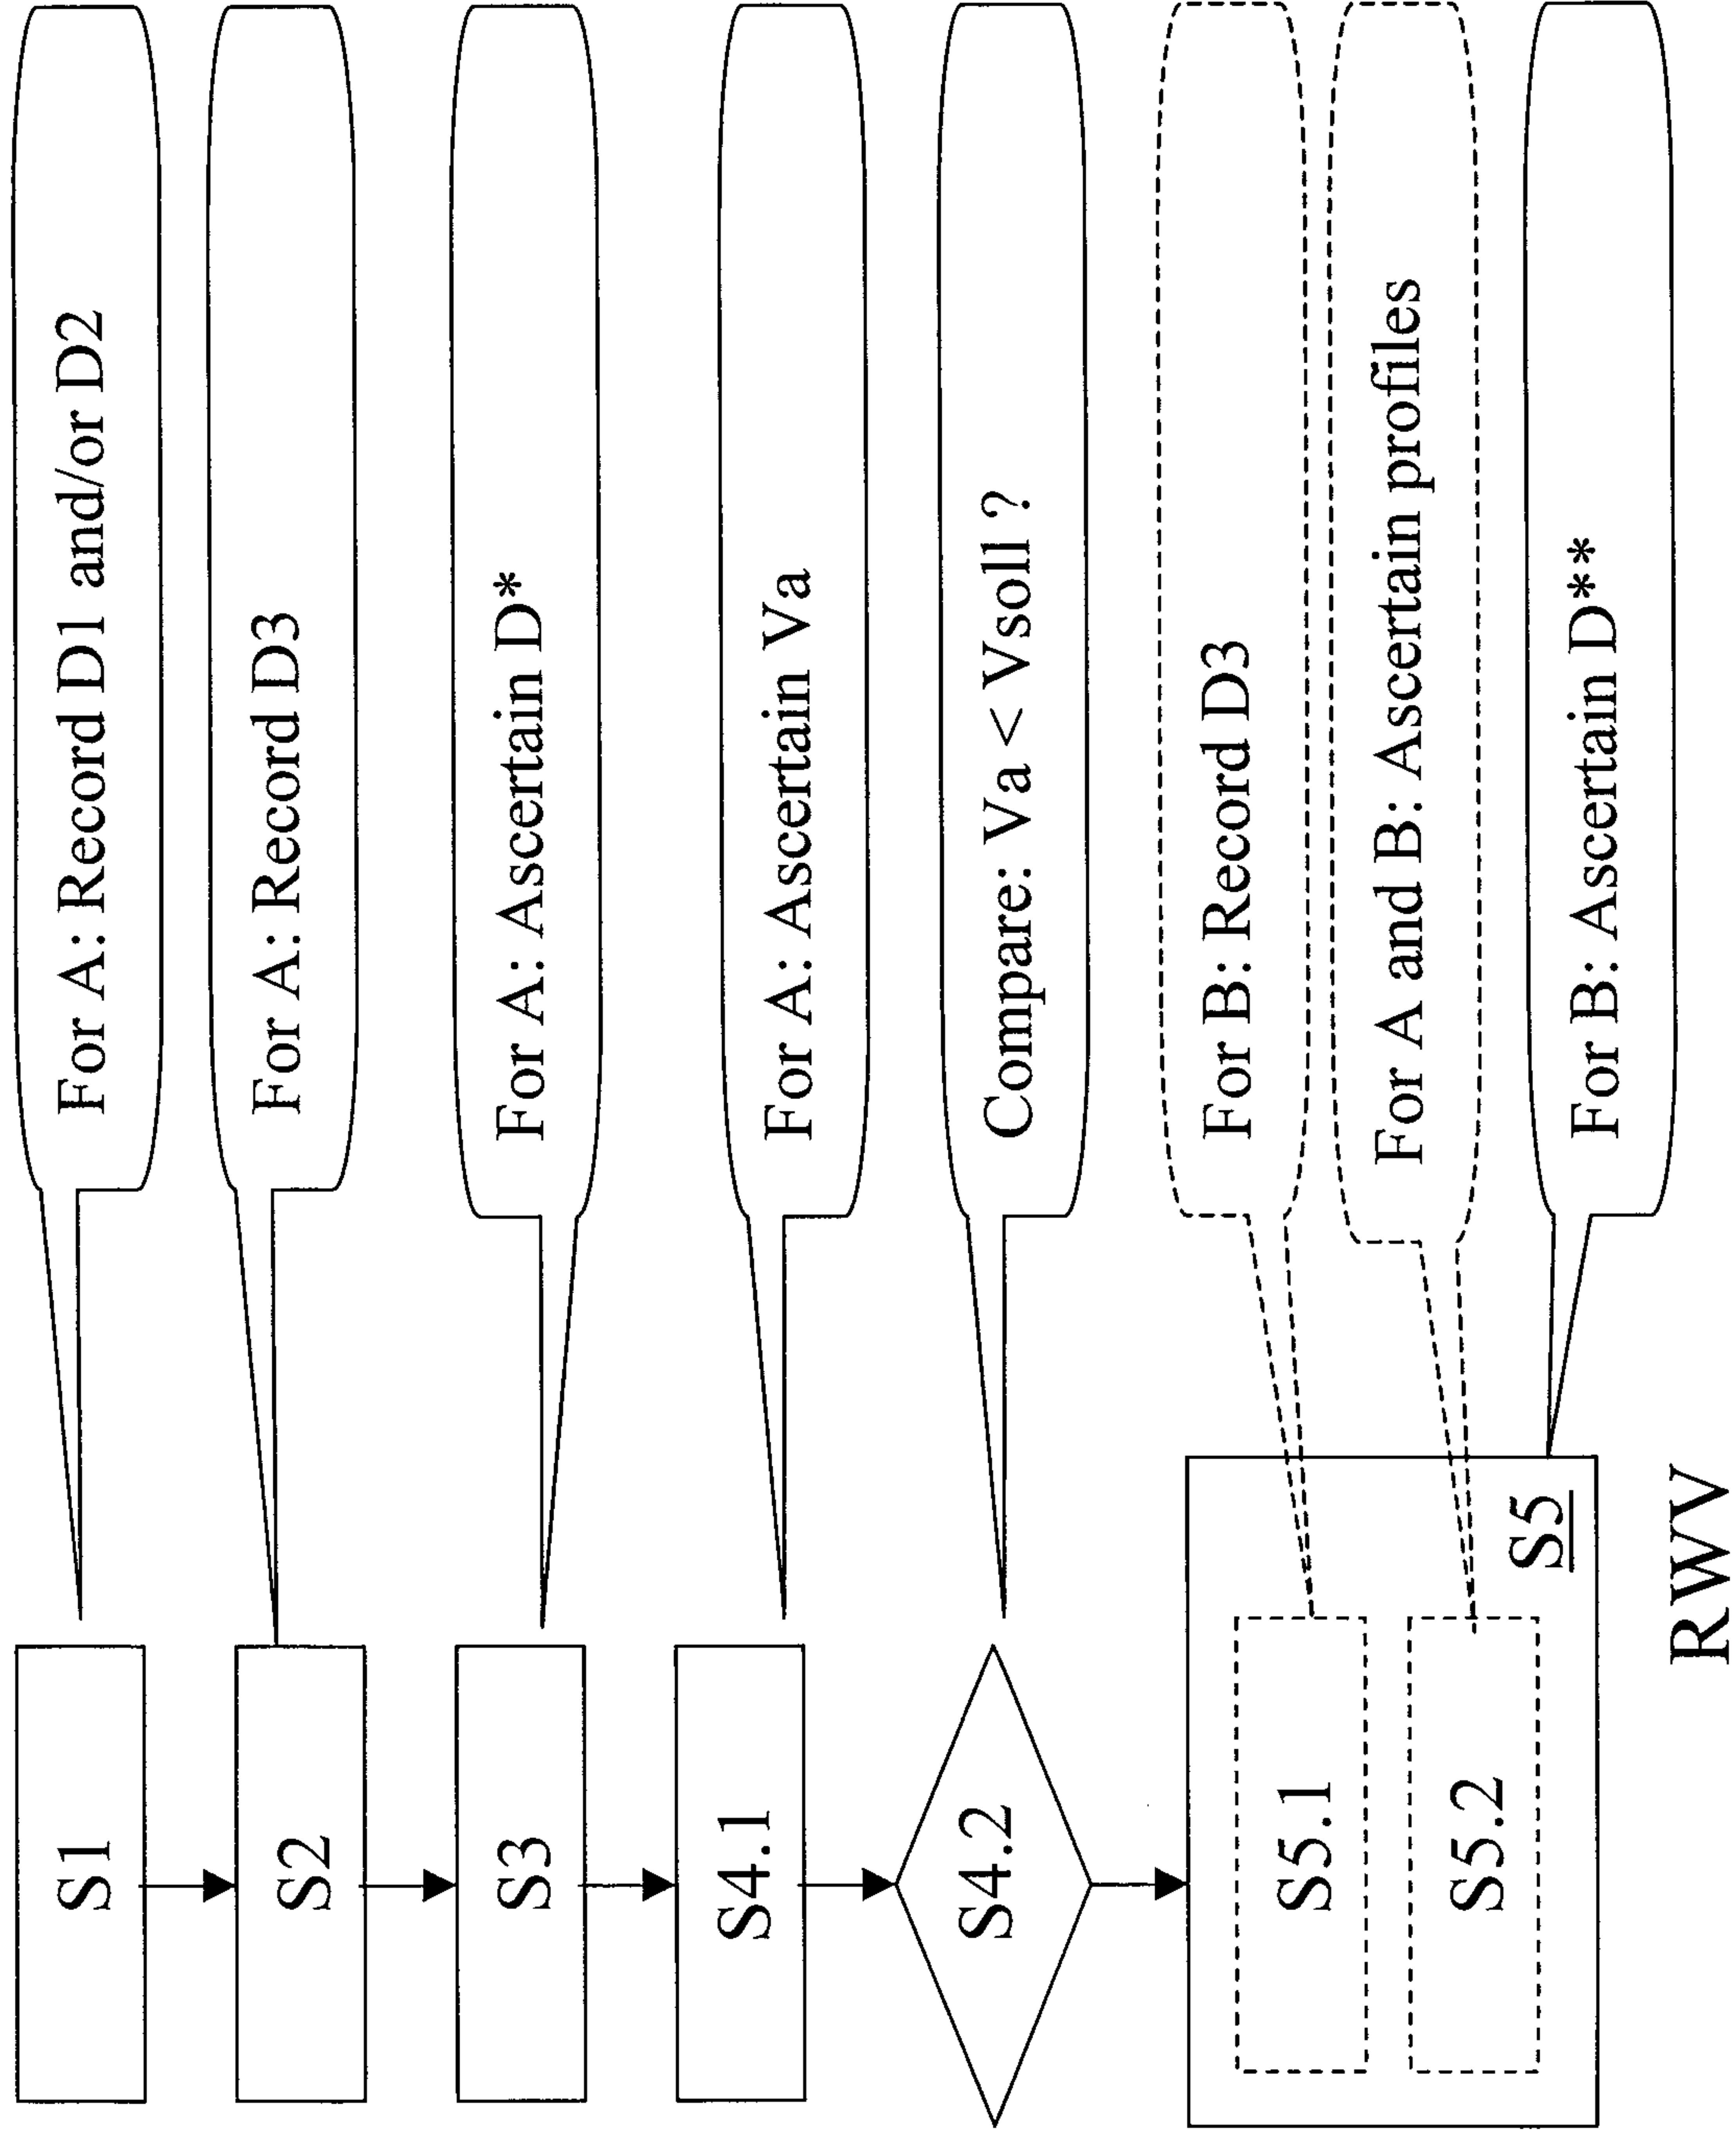 S1
For A: Record D1 and/or D2
S2
For A: Record D3
S3
For A: Ascertain D*
S4.1
For A: Ascertain Va
S4.2
Compare: Va < Vsoll ?
S5.1
For B: Record D3
S5.2
For A and B: Ascertain profiles
S5
For B: Ascertain D**
RWV